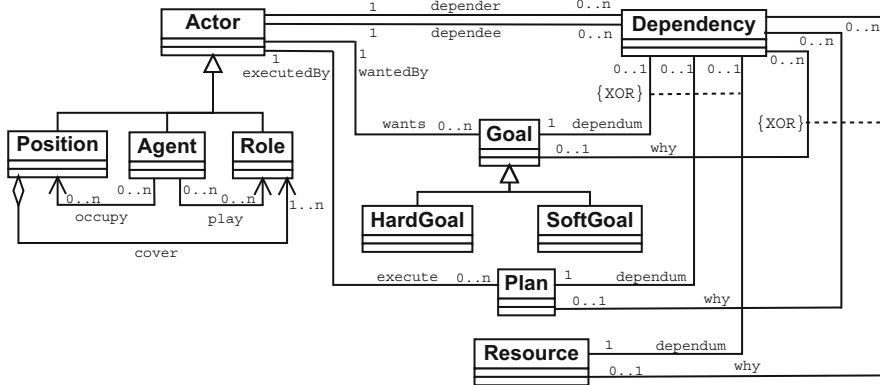 Actor
1 depender 0..n
Dependency
0..n
1 dependee 0..n
0..n
1
executedBy
1
wantedBy
0..1 0..1 0..1
0..n
{XOR}
{XOR}
Position
Agent
Role
wants 0..n
Goal
1 dependum
0..1 why
0..n
0..n
0..n
0..n
1..n
occupy
play
cover
HardGoal
SoftGoal
execute 0..n
Plan
1 dependum
0..1 why
Resource
1 dependum
0..1 why